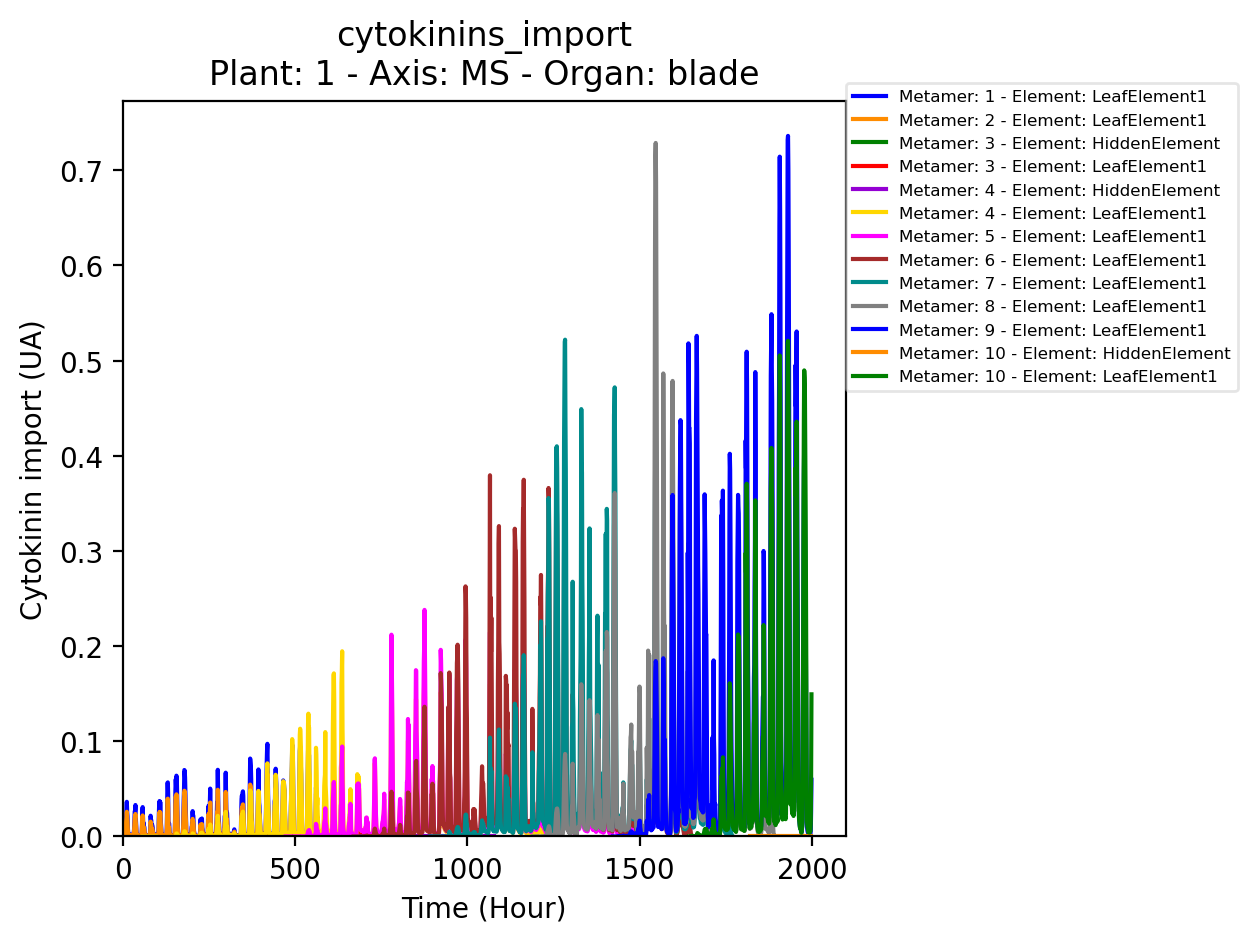 cytokinins_import
Plant: 1 - Axis: MS - Organ: blade
Metamer: 1 - Element: LeafElement1
Metamer: 2 - Element: LeafElement1
Metamer: 3 - Element: HiddenElement
Metamer: 3 - Element: LeafElement1
Metamer: 4 - Element: HiddenElement
Metamer: 4 - Element: LeafElement1
Metamer: 5 - Element: LeafElement1
Metamer: 6 - Element: LeafElement1
Metamer: 7 - Element: LeafElement1
Metamer: 8 - Element: LeafElement1
Metamer: 9 - Element: LeafElement1
Metamer: 10 - Element: HiddenElement
Metamer: 10 - Element: LeafElement1
Cytokinin import (UA)
0.7
0.6
0.5
0.4
0.3
0.2
0.1
0.0
0 500 1000 1500 2000
Time (Hour)